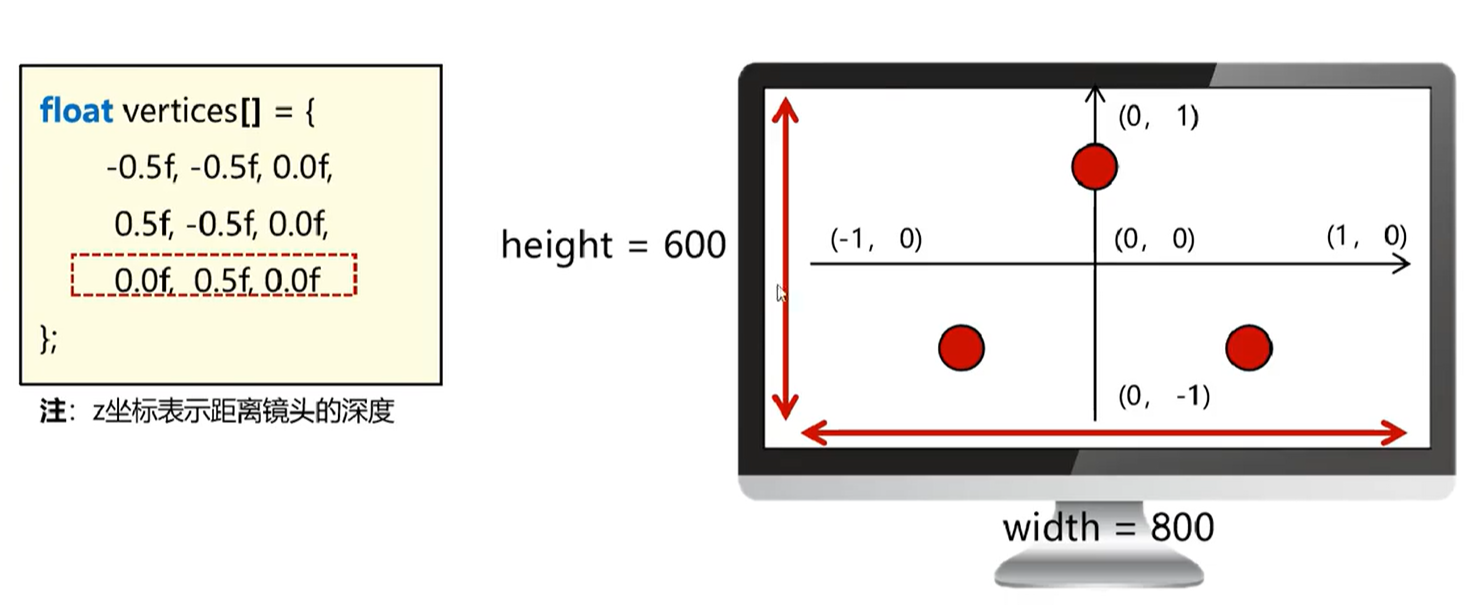 float vertices[] = {
-0.5f, -0.5f, 0.0f,
0.5f, -0.5f, 0.0f,
0.0f, 0.5f, 0.0f
};
注：z坐标表示距离镜头的深度
height = 600
(0, 1)
(-1, 0)
(0, 0)
(1, 0)
(0, -1)
width = 800